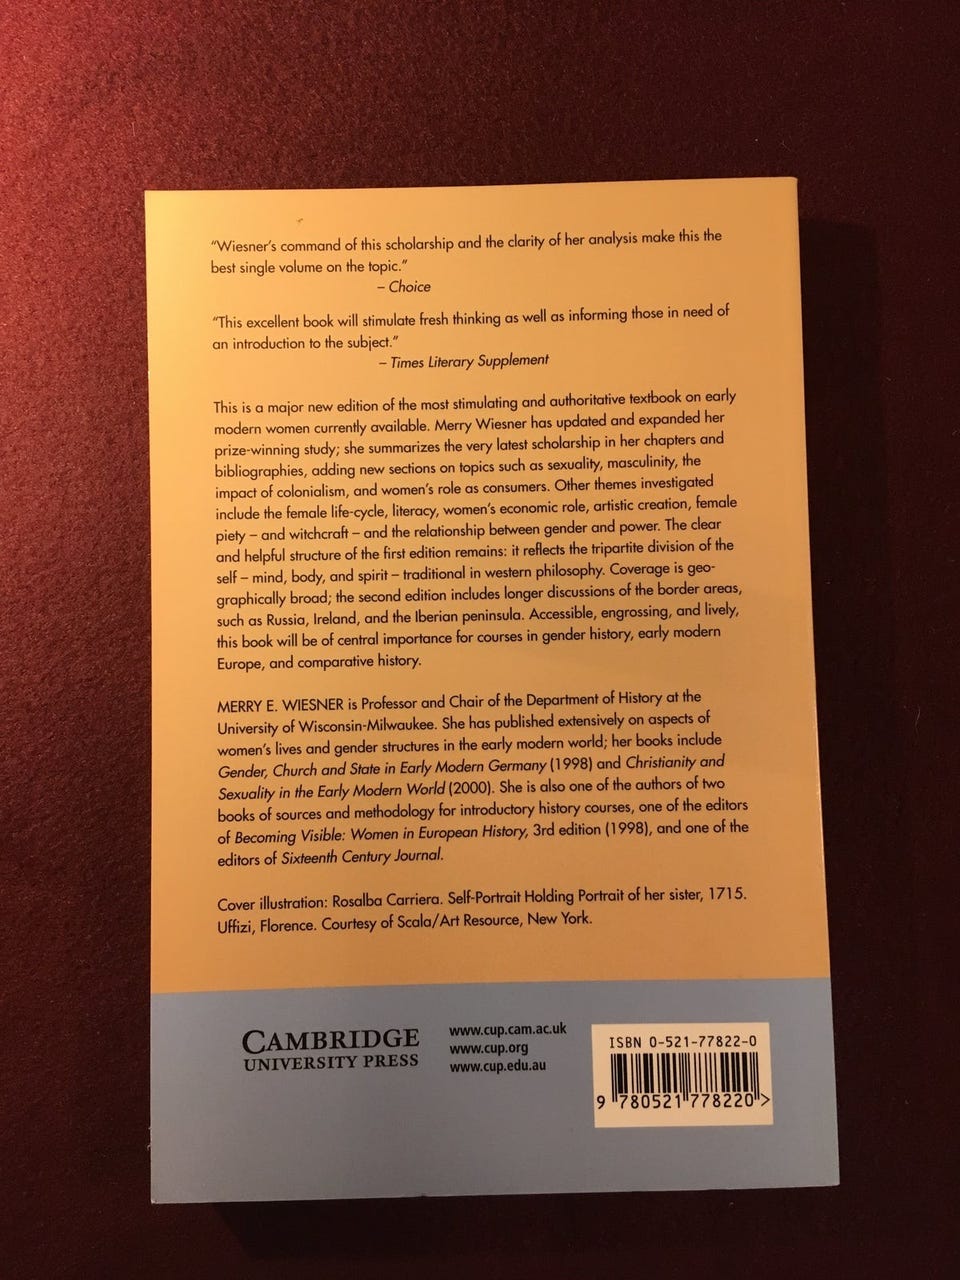 “Wiesner’s command of this scholarship and the clarity of her analysis make this the
best single volume on the topic.”
– Choice
“This excellent book will stimulate fresh thinking as well as informing those in need of
an introduction to the subject.”
– Times Literary Supplement
This is a major new edition of the most stimulating and authoritative textbook on early
modern women currently available. Merry Wiesner has updated and expanded her
prize-winning study; she summarizes the very latest scholarship in her chapters and
bibliographies, adding new sections on topics such as sexuality, masculinity, the
impact of colonialism, and women’s role as consumers. Other themes investigated
include the female life-cycle, literacy, women’s economic role, artistic creation, female
piety – and witchcraft – and the relationship between gender and power. The clear
and helpful structure of the first edition remains: it reflects the tripartite division of the
self – mind, body, and spirit – traditional in western philosophy. Coverage is geo-
graphically broad; the second edition includes longer discussions of the border areas,
such as Russia, Ireland, and the Iberian peninsula. Accessible, engrossing, and lively,
this book will be of central importance for courses in gender history, early modern
Europe, and comparative history.
MERRY E. WIESNER is Professor and Chair of the Department of History at the
University of Wisconsin-Milwaukee. She has published extensively on aspects of
women’s lives and gender structures in the early modern world; her books include
Gender, Church and State in Early Modern Germany (1998) and Christianity and
Sexuality in the Early Modern World (2000). She is also one of the authors of two
books of sources and methodology for introductory history courses, one of the editors
of Becoming Visible: Women in European History, 3rd edition (1998), and one of the
editors of Sixteenth Century Journal.
Cover illustration: Rosalba Carriera. Self-Portrait Holding Portrait of her sister, 1715.
Uffizi, Florence. Courtesy of Scala/Art Resource, New York.
CAMBRIDGE
UNIVERSITY PRESS
www.cup.cam.ac.uk
www.cup.org
www.cup.edu.au
ISBN 0-521-77822-0
9 780521 778220 >